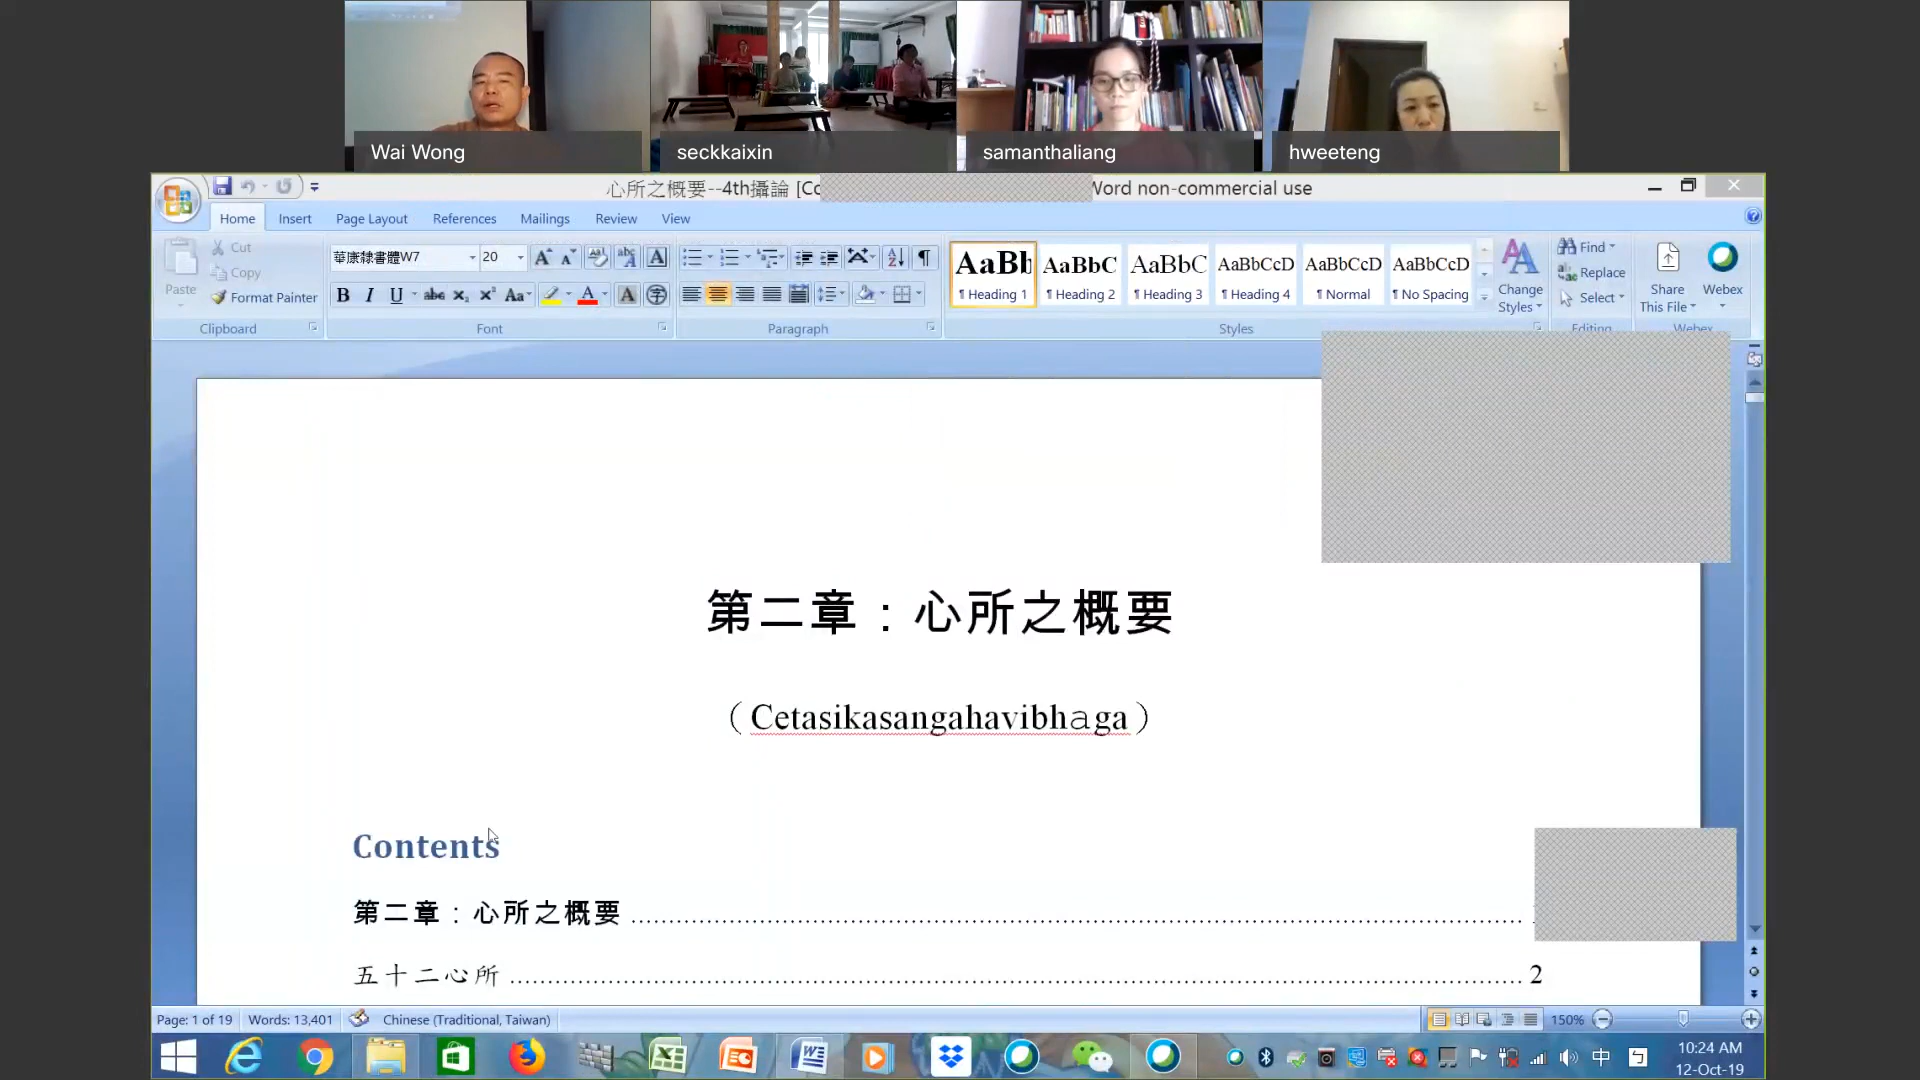 Wai Wong
seckkaixin
samanthaliang
hweeteng
心所之概要--4th攝論 [Co
Word non-commercial use
Home Insert Page Layout References Mailings Review View
Paste
Cut
Copy
Format Painter
Clipboard
華康隸書體W7 20
Font
Paragraph
AaBb AaBbC AaBbC AaBbCcD AaBbCcD AaBbCcD
¶ Heading 1 ¶ Heading 2 ¶ Heading 3 ¶ Heading 4 ¶ Normal ¶ No Spacing
Change Styles
Styles
Find
Replace
Select
Editing
Share This File
Webex
Webex
第二章：心所之概要
（Cetasikasangahavibhaga）
Contents
第二章：心所之概要
五十二心所 2
Page: 1 of 19 Words: 13,401 Chinese (Traditional, Taiwan) 150%
中
10:24 AM
12-Oct-19